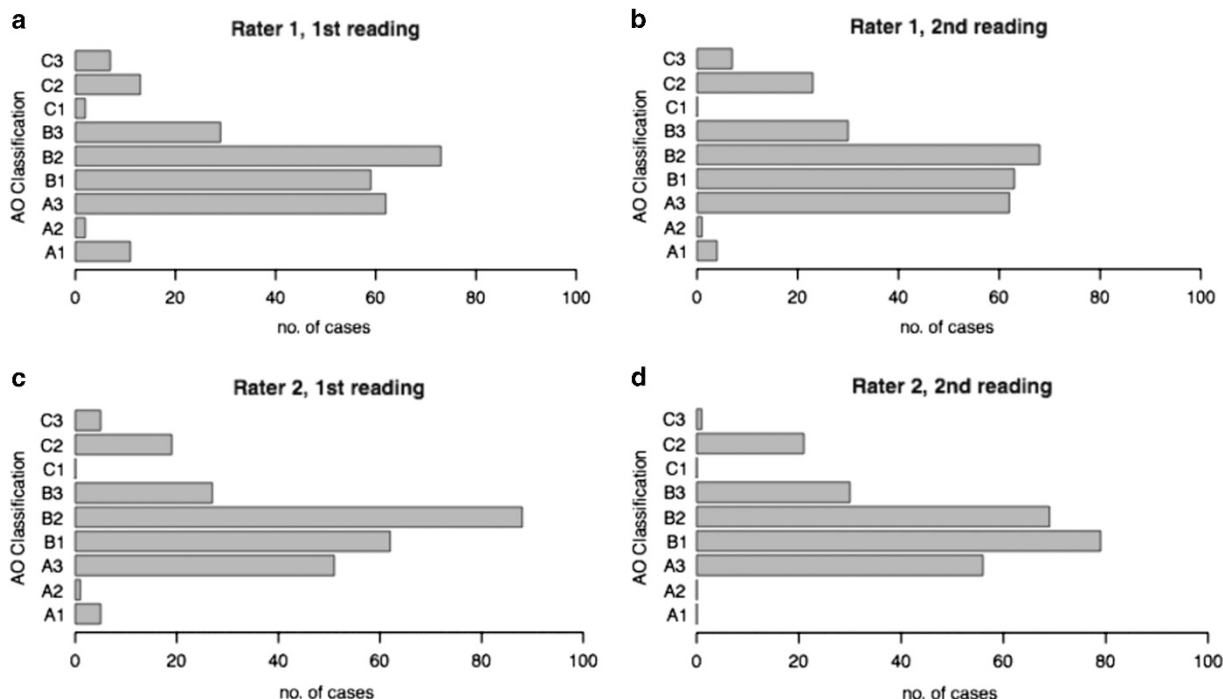 a
Rater 1, 1st reading
AO Classification
C3
C2
C1
B3
B2
B1
A3
A2
A1
0 20 40 60 80 100
no. of cases
b
Rater 1, 2nd reading
AO Classification
C3
C2
C1
B3
B2
B1
A3
A2
A1
0 20 40 60 80 100
no. of cases
c
Rater 2, 1st reading
AO Classification
C3
C2
C1
B3
B2
B1
A3
A2
A1
0 20 40 60 80 100
no. of cases
d
Rater 2, 2nd reading
AO Classification
C3
C2
C1
B3
B2
B1
A3
A2
A1
0 20 40 60 80 100
no. of cases